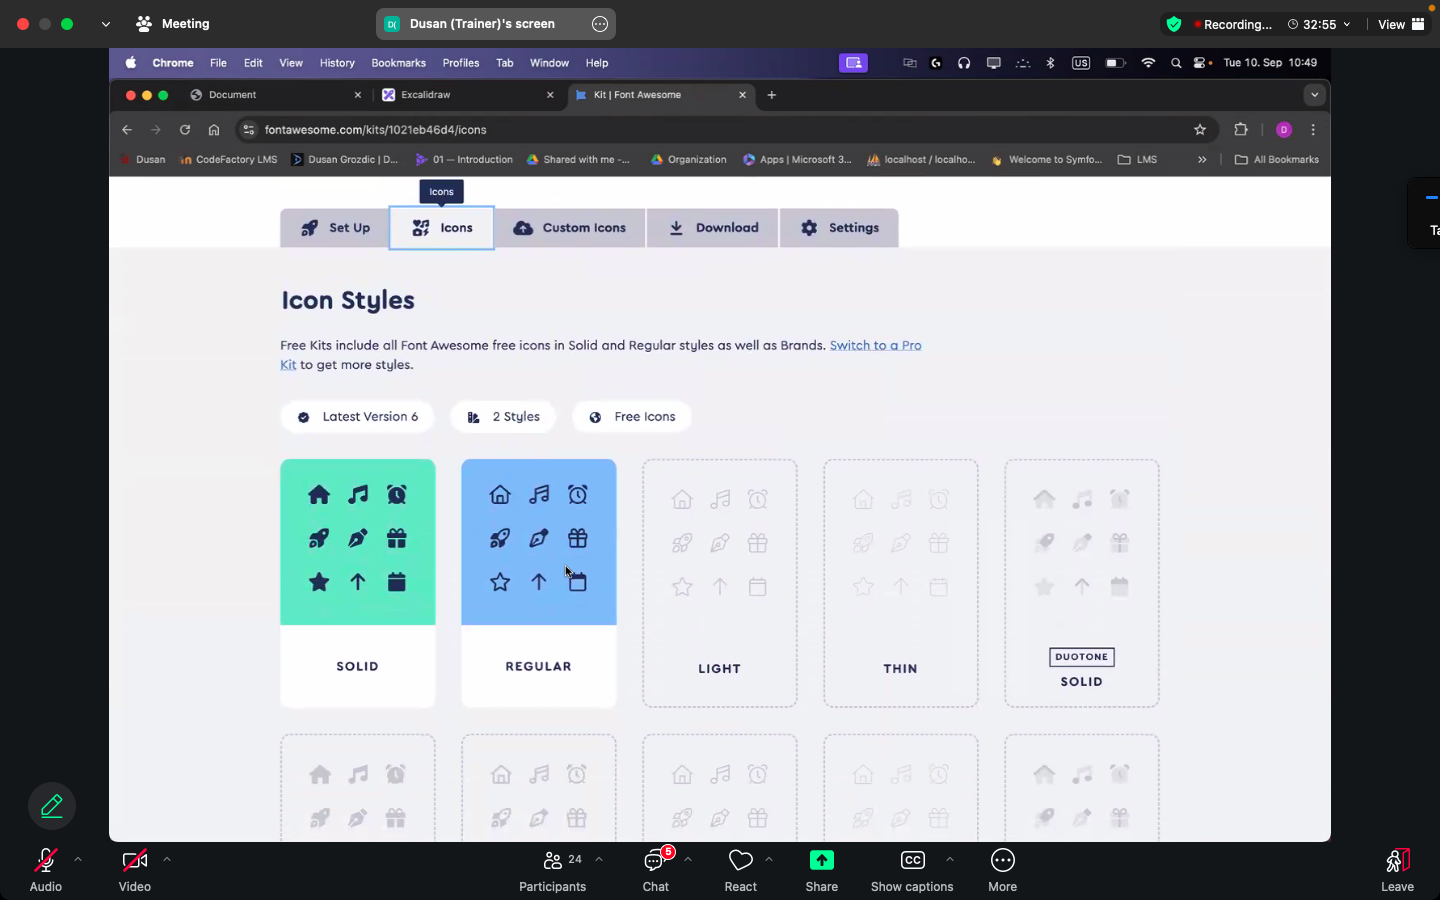 Meeting
D(
Dusan (Trainer)'s screen
Recording...
32:55
View
Chrome File Edit View History Bookmarks Profiles Tab Window Help
US
Tue 10. Sep 10:49
Document
Excalidraw
Kit | Font Awesome
fontawesome.com/kits/1021eb46d4/icons
D
Dusan
CodeFactory LMS
Dusan Grozdic | D...
01 — Introduction
Shared with me -...
Organization
Apps | Microsoft 3...
localhost / localho...
Welcome to Symfo...
LMS
All Bookmarks
Icons
Set Up
Icons
Custom Icons
Download
Settings
Ta
Icon Styles
Free Kits include all Font Awesome free icons in Solid and Regular styles as well as Brands. Switch to a Pro
Kit to get more styles.
Latest Version 6
2 Styles
Free Icons
SOLID
REGULAR
LIGHT
THIN
DUOTONE
SOLID
Audio
Video
24
Participants
5
Chat
React
Share
CC
Show captions
More
Leave